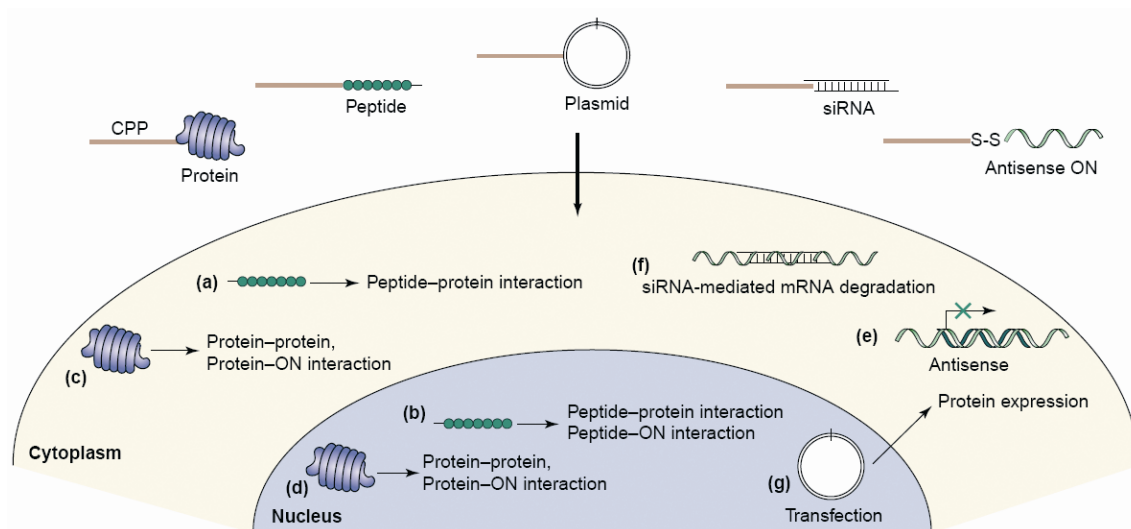 Plasmid
Peptide
siRNA
CPP
Protein
S-S
Antisense ON
(a)
Peptide–protein interaction
(f)
siRNA-mediated mRNA degradation
(c)
Protein–protein,
Protein–ON interaction
(e)
Antisense
Protein expression
(b)
Peptide–protein interaction
Peptide–ON interaction
Cytoplasm
(d)
Protein–protein,
Protein–ON interaction
(g)
Nucleus
Transfection